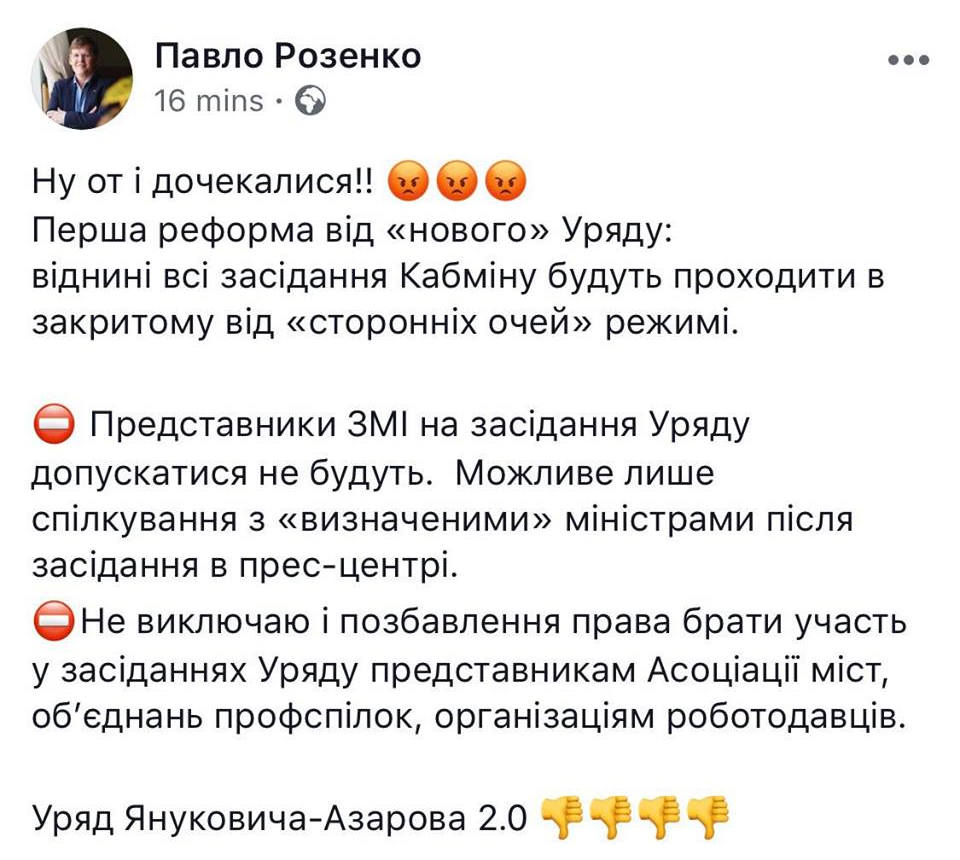 Павло Розенко
16 mins ·
Ну от і дочекалися!! 😡😡😡
Перша реформа від «нового» Уряду:
віднині всі засідання Кабміну будуть проходити в
закритому від «сторонніх очей» режимі.
⛔ Представники ЗМІ на засідання Уряду
допускатися не будуть.  Можливе лише
спілкування з «визначеними» міністрами після
засідання в прес-центрі.
⛔Не виключаю і позбавлення права брати участь
у засіданнях Уряду представникам Асоціації міст,
об’єднань профспілок, організаціям роботодавців.
Уряд Януковича-Азарова 2.0 👎👎👎👎